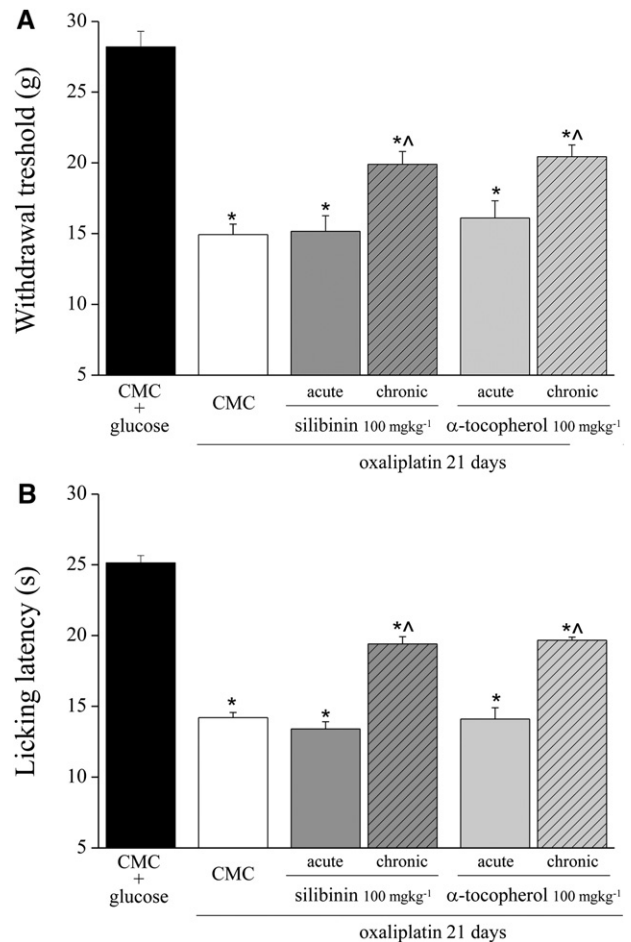 A
Withdrawal treshold (g)
30
25
20
15
10
5
*
*
*^
*
*^
CMC
+
glucose
CMC
acute
chronic
acute
chronic
silibinin 100 mgkg-1
α-tocopherol 100 mgkg-1
oxaliplatin 21 days
B
Licking latency (s)
30
25
20
15
10
5
*
*
*^
*
*^
CMC
+
glucose
CMC
acute
chronic
acute
chronic
silibinin 100 mgkg-1
α-tocopherol 100 mgkg-1
oxaliplatin 21 days